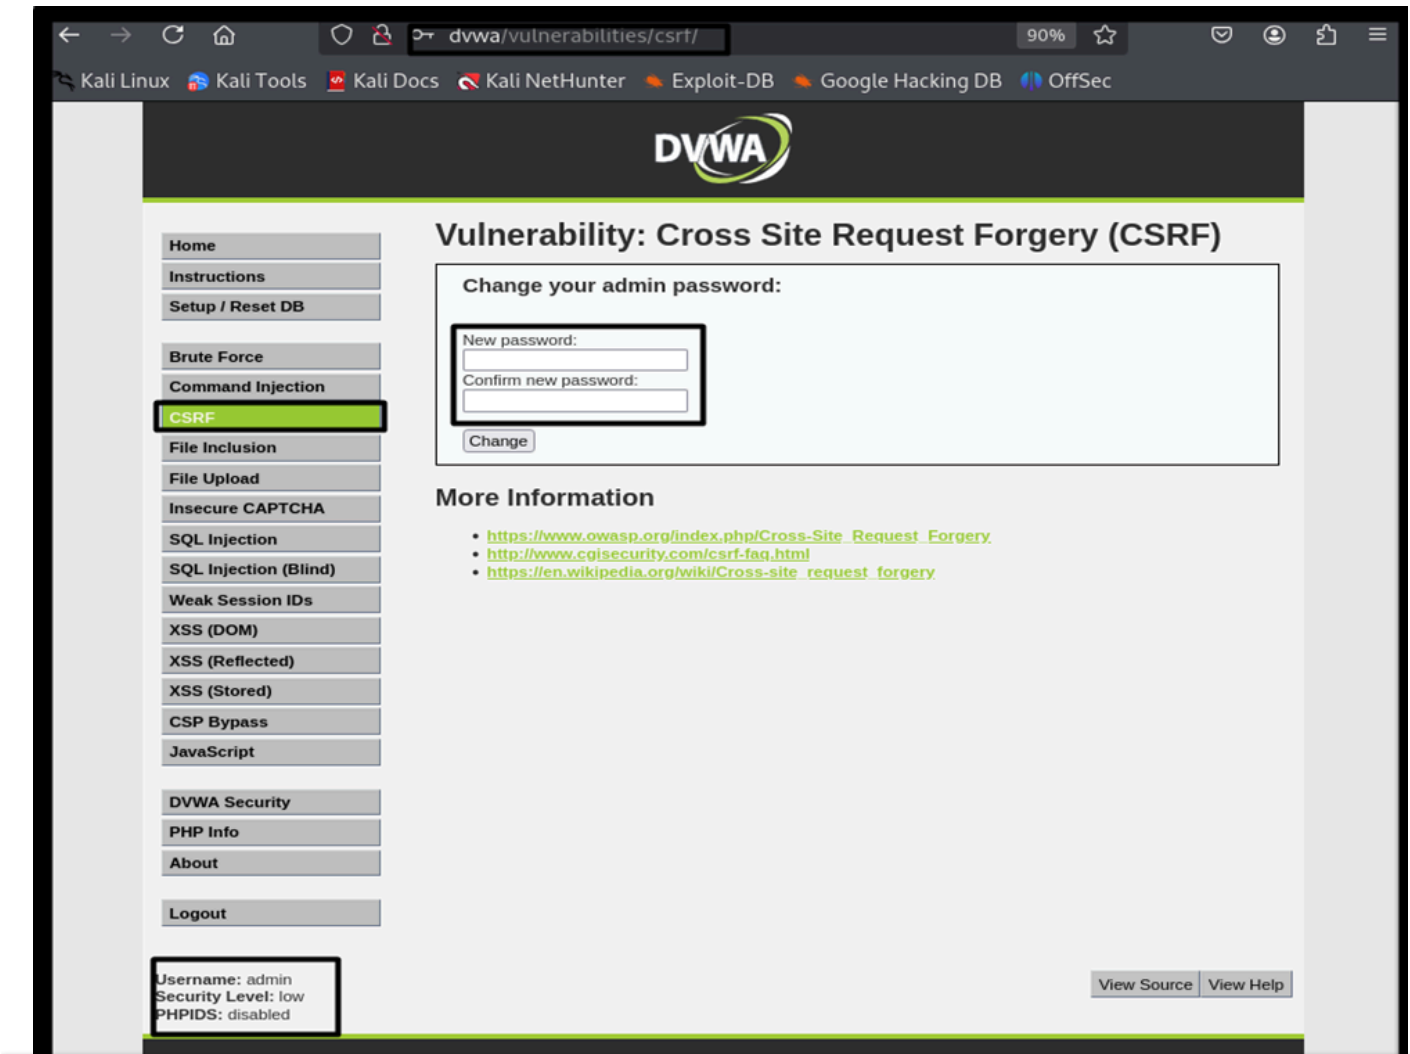 dvwa/vulnerabilities/csrf/
90%
Kali Linux Kali Tools Kali Docs Kali NetHunter Exploit-DB Google Hacking DB OffSec
DVWA
Home
Instructions
Setup / Reset DB
Brute Force
Command Injection
CSRF
File Inclusion
File Upload
Insecure CAPTCHA
SQL Injection
SQL Injection (Blind)
Weak Session IDs
XSS (DOM)
XSS (Reflected)
XSS (Stored)
CSP Bypass
JavaScript
DVWA Security
PHP Info
About
Logout
Vulnerability: Cross Site Request Forgery (CSRF)
Change your admin password:
New password:
Confirm new password:
Change
More Information
https://www.owasp.org/index.php/Cross-Site_Request_Forgery
http://www.cgisecurity.com/csrf-faq.html
https://en.wikipedia.org/wiki/Cross-site_request_forgery
Username: admin
Security Level: low
PHPIDS: disabled
View Source View Help